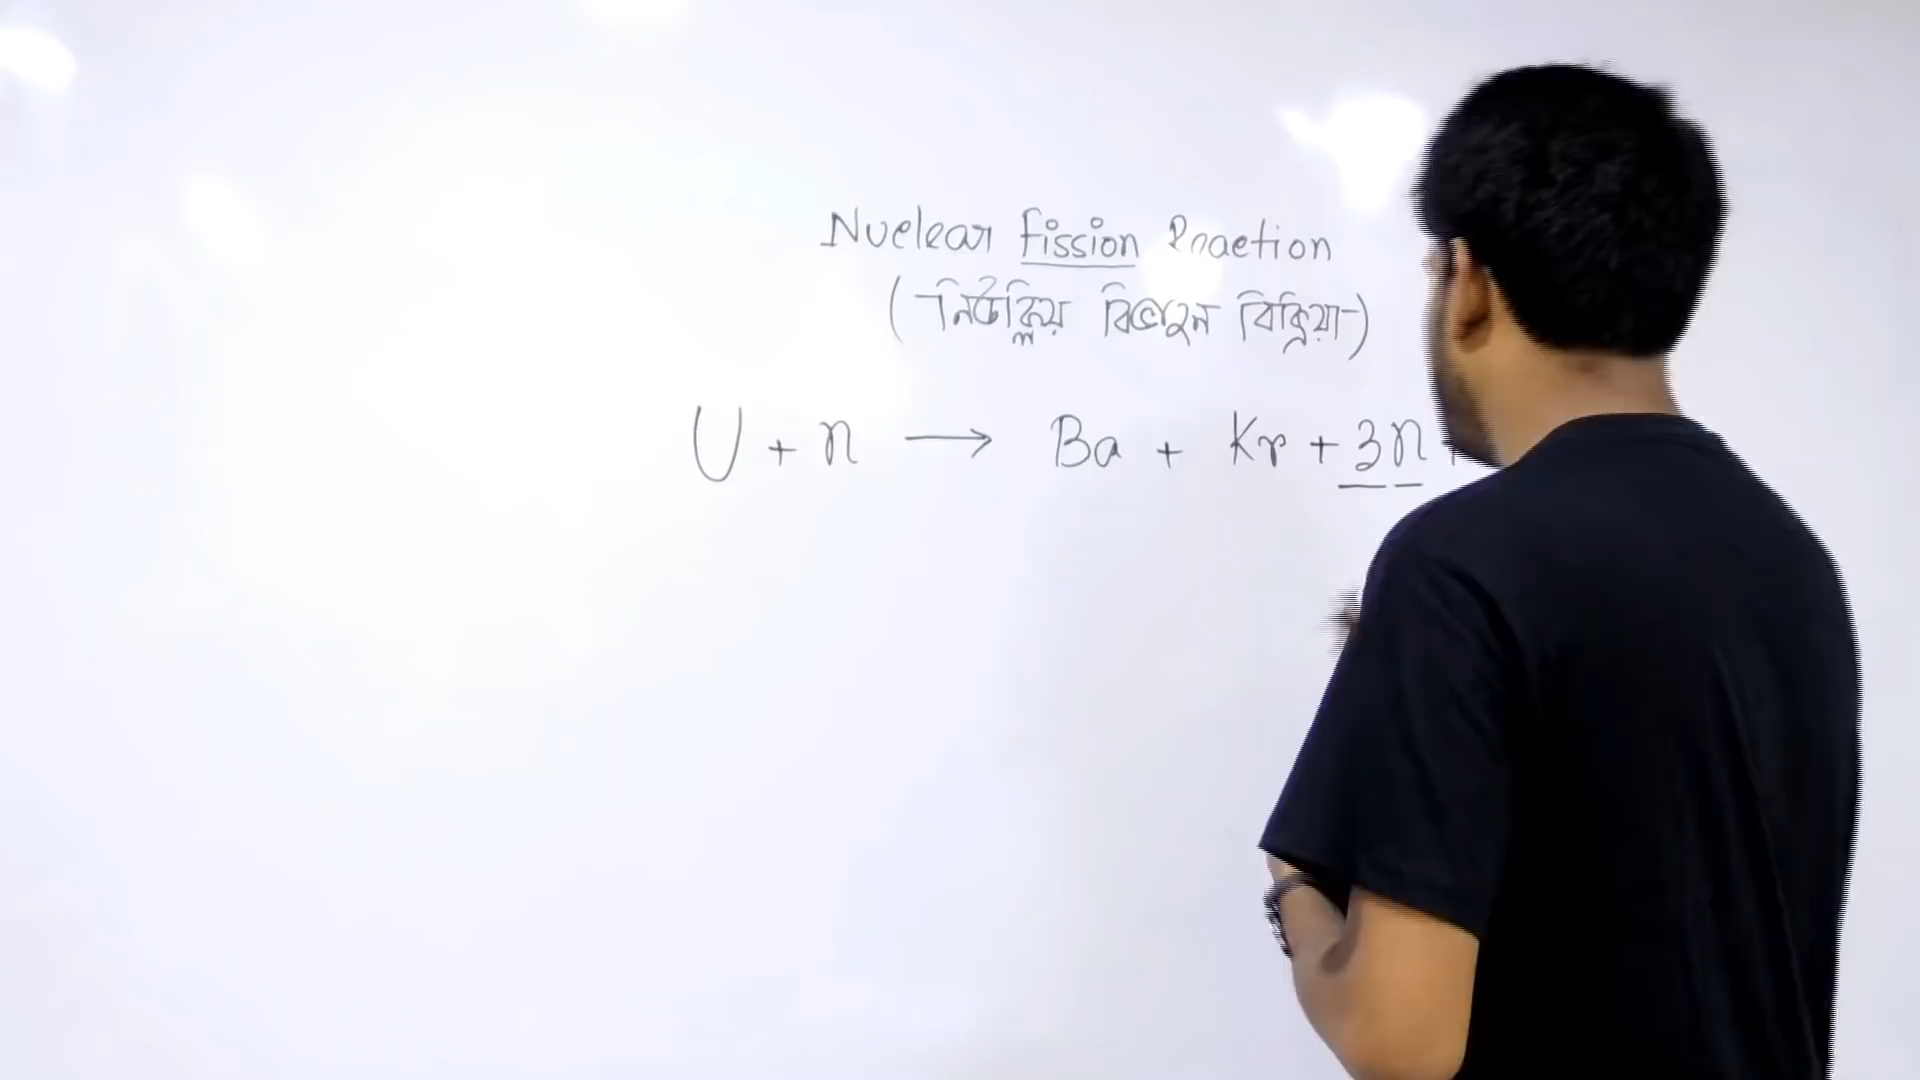 Nuclear Fission Reaction
(নিউক্লিয় বিভাজন বিক্রিয়া)
U + n → Ba + Kr + 3n +